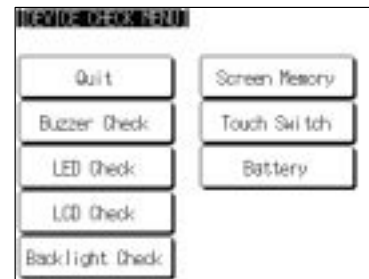 [DEVICE CHECK MENU]
Quit
Screen Memory
Buzzer Check
Touch Switch
LED Check
Battery
LCD Check
Backlight Check